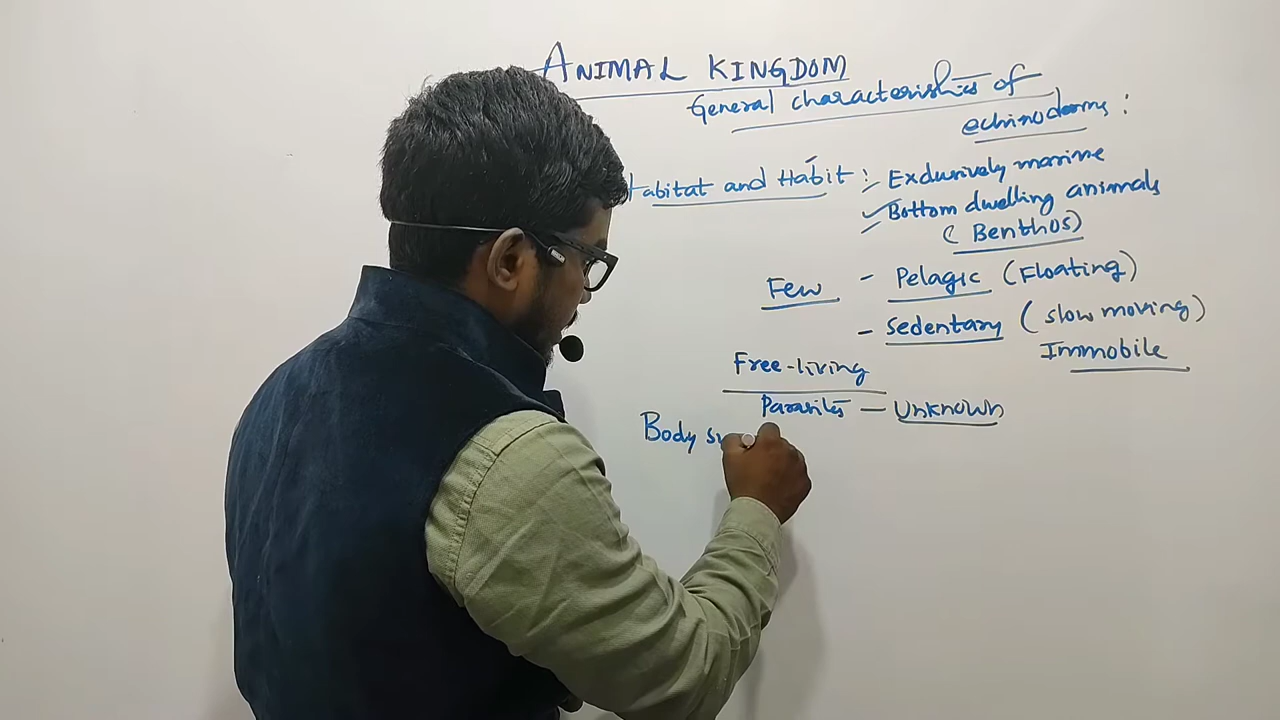 ANIMAL KINGDOM
General characteristics of
echinoderms :
Habitat and Habit : Exclusively marine
Bottom dwelling animals
(Benthos)
Few - Pelagic (Floating)
- Sedentary (slow moving)
Immobile
Free-living
Parasites - Unknown
Body